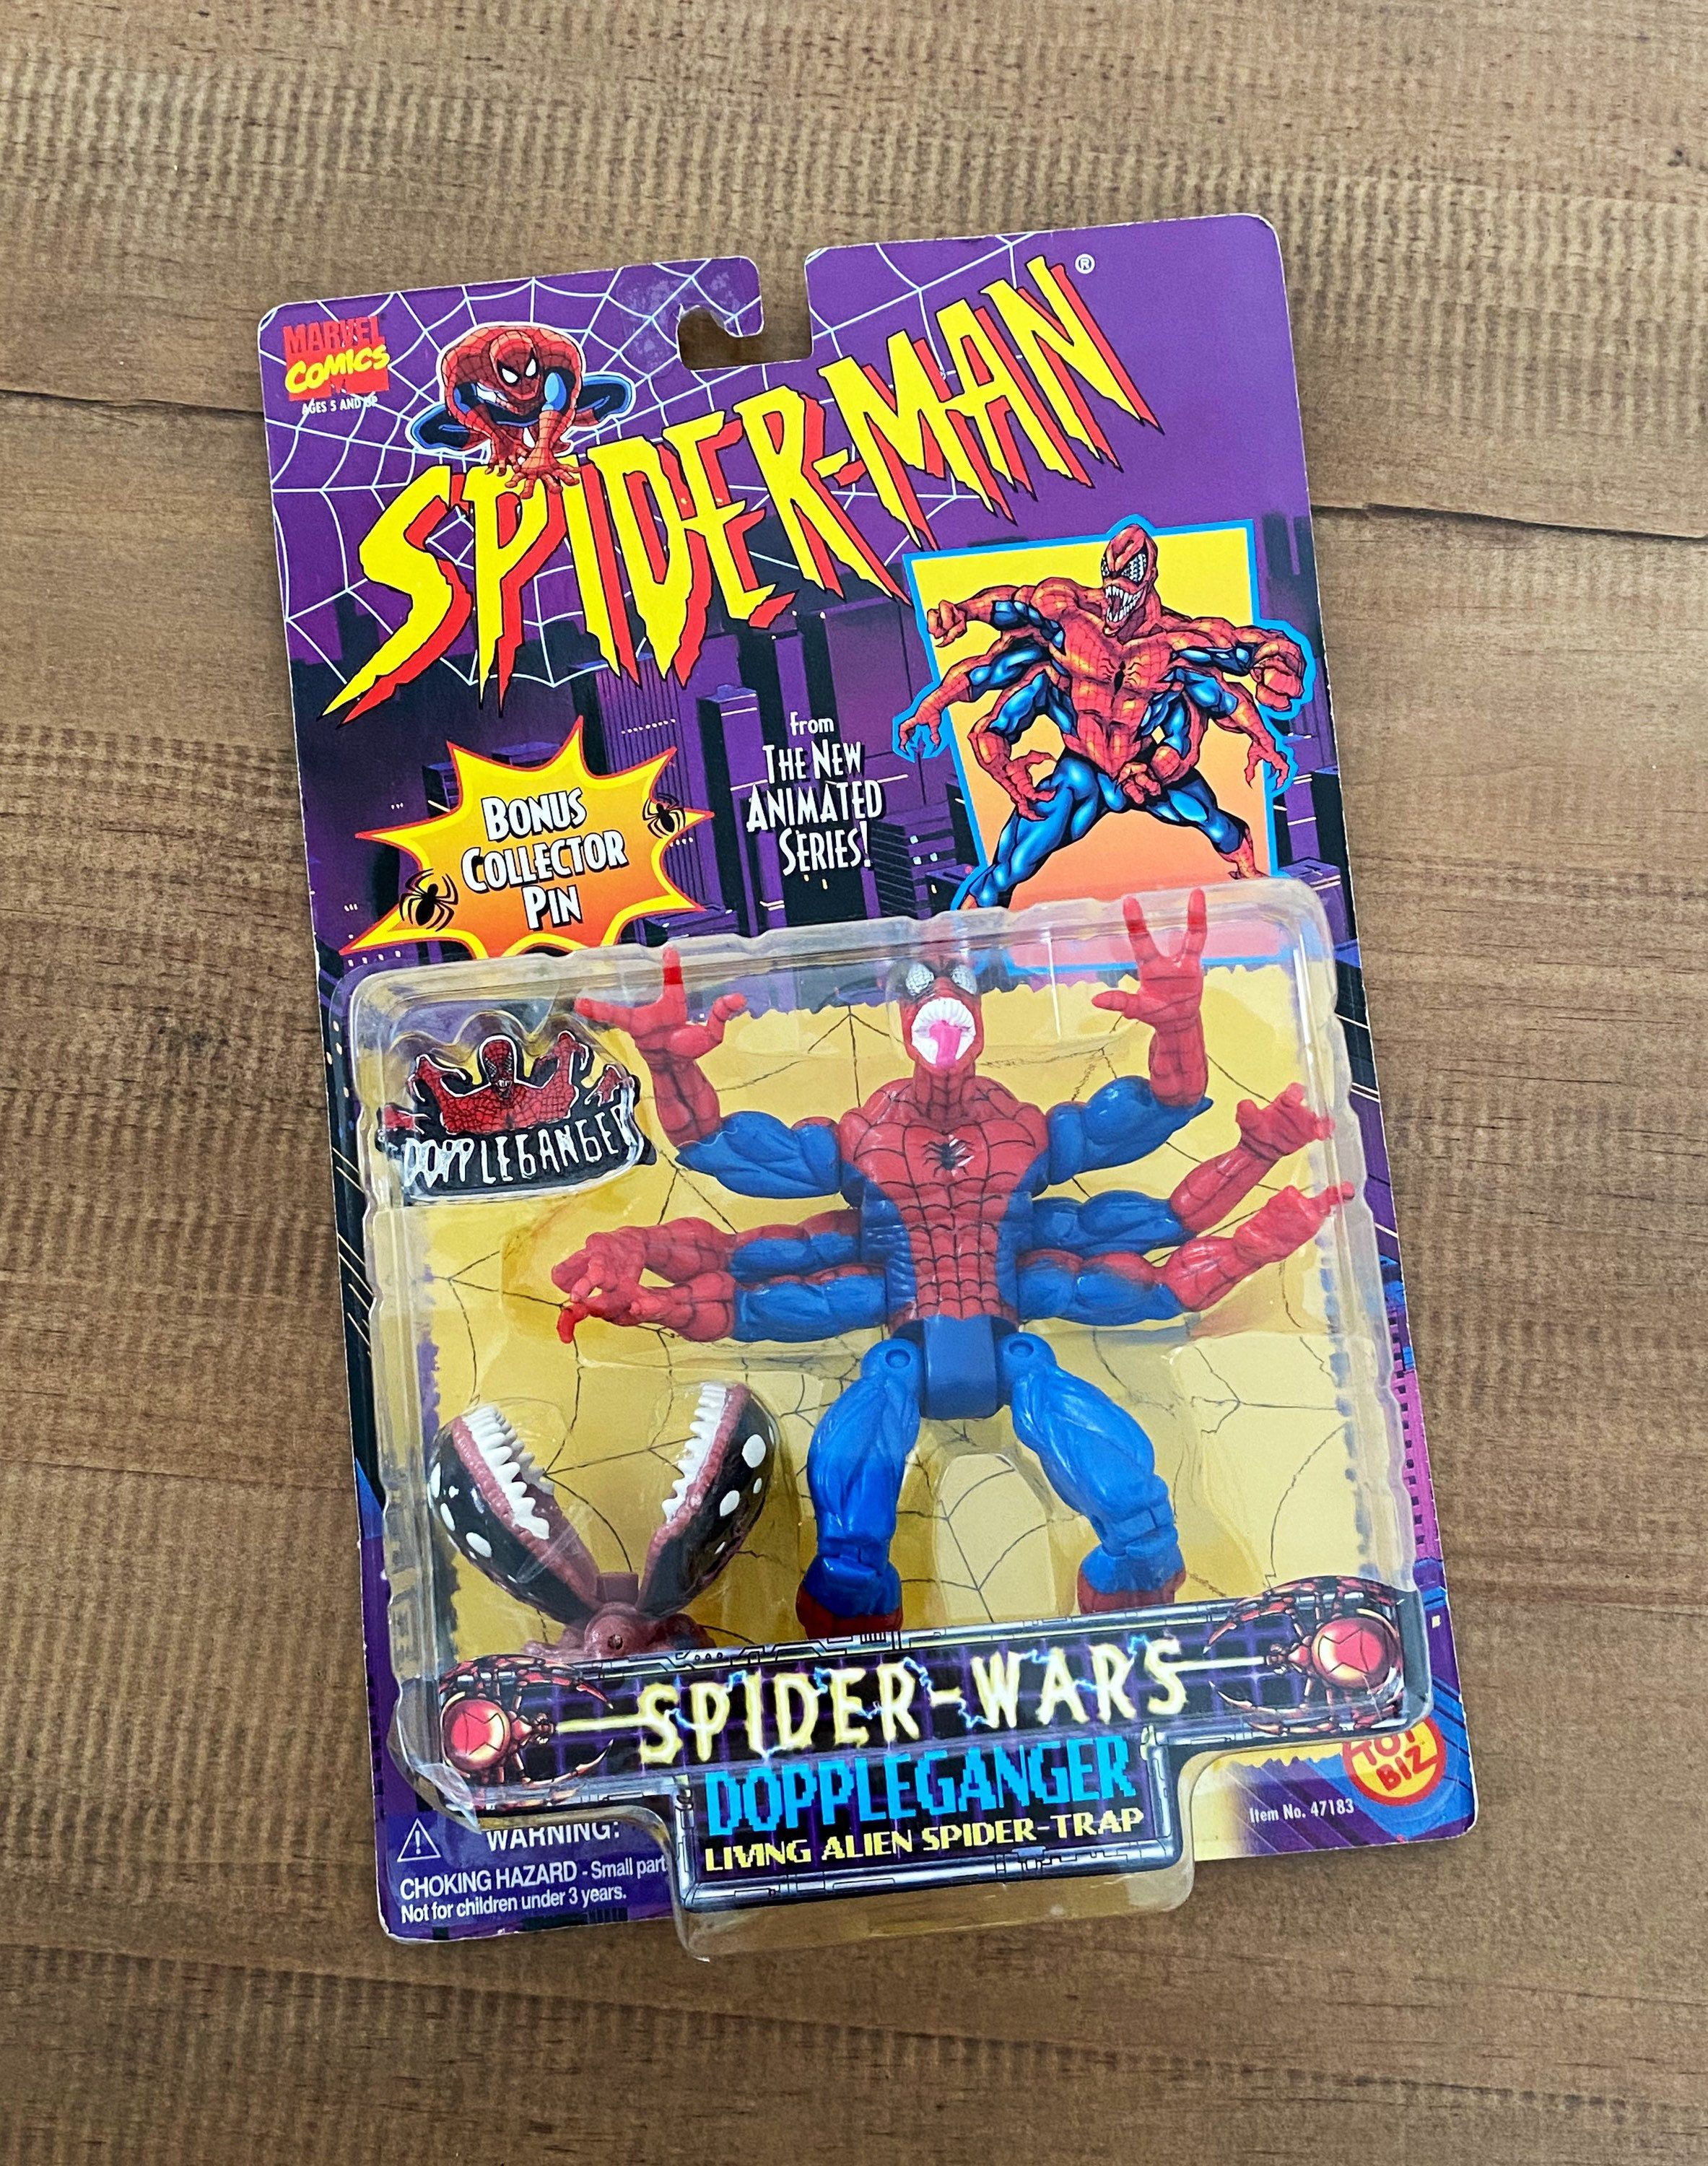 MARVEL
COMICS
AGES 5 AND UP
SPIDER-MAN®
from
THE NEW
ANIMATED
SERIES!
BONUS
COLLECTOR
PIN
DOPPLEGANGER
SPIDER-WARS
DOPPLEGANGER
LIVING ALIEN SPIDER-TRAP
TOY
BIZ
Item No. 47183
WARNING:
CHOKING HAZARD - Small part
Not for children under 3 years.